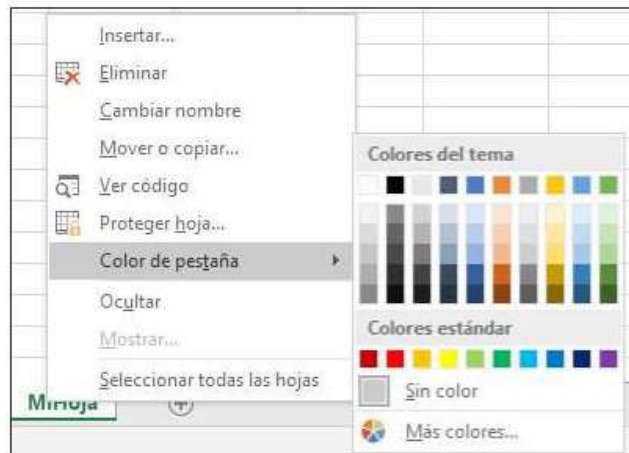 Insertar...
Eliminar
Cambiar nombre
Mover o copiar...
Ver código
Proteger hoja...
Color de pestaña
Ocultar
Mostrar...
Seleccionar todas las hojas
MiHoja
Colores del tema
Colores estándar
Sin color
Más colores...